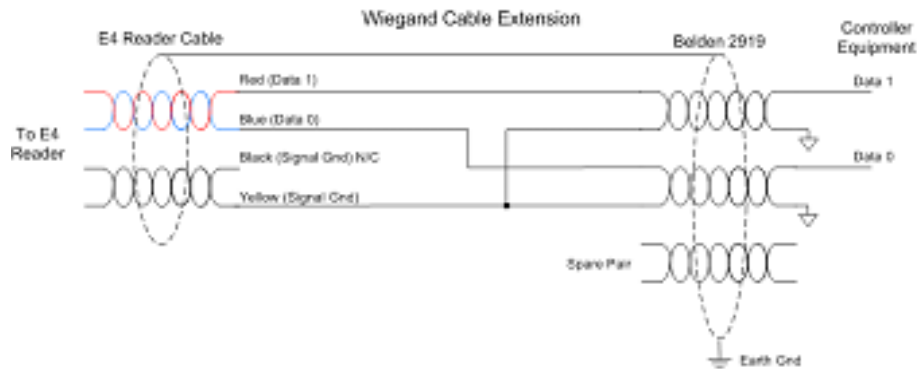 Wiegand Cable Extension
E4 Reader Cable
Belden 2919
Controller
Equipment
Red (Data 1)
Data 1
Blue (Data 0)
To E4
Reader
Black (Signal Gnd) N/C
Data 0
Yellow (Signal Gnd)
Spare Pair
Earth Gnd